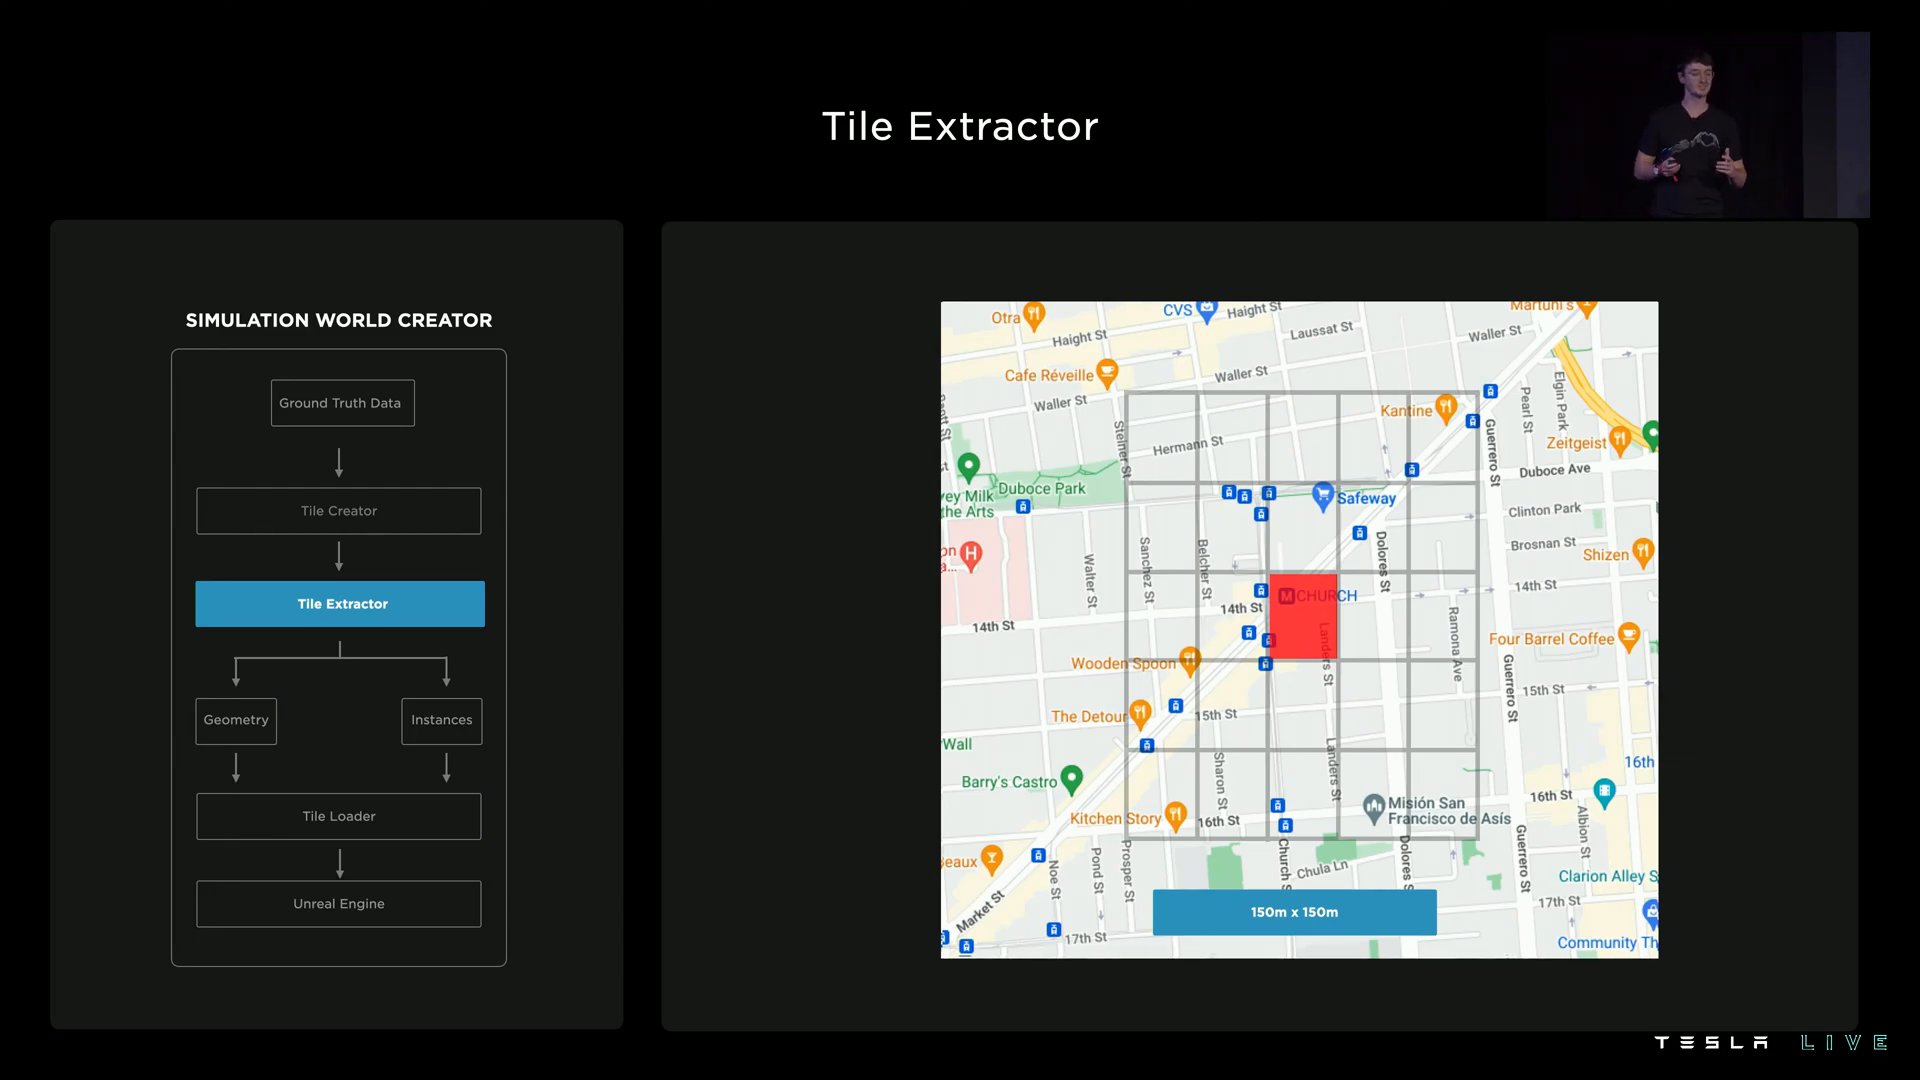 Tile Extractor
SIMULATION WORLD CREATOR
Ground Truth Data
Tile Creator
Tile Extractor
Geometry
Instances
Tile Loader
Unreal Engine
Otra
CVS
Haight St
Martuni's
Haight St
Laussat St
Waller St
Cafe Réveille
Waller St
Waller St
Kantine
Pearl St
Elgin Park
Steiner St
Hermann St
Guerrero St
Zeitgeist
Duboce Ave
Duboce Park
vey Milk
the Arts
Safeway
Clinton Park
Brosnan St
Shizen
Walter St
Sanchez St
Belcher St
Dolores St
14th St
CHURCH
14th St
14th St
Landers St
Ramona Ave
Four Barrel Coffee
Wooden Spoon
15th St
Guerrero St
The Detour
15th St
Wall
Landers St
Sharon St
16th
Barry's Castro
16th St
Misión San
Francisco de Asís
Kitchen Story
16th St
Albion St
Guerrero St
Beaux
Noe St
Pond St
Prosper St
Church S
Chula Ln
Dolores S
Clarion Alley S
Market St
17th St
150m x 150m
17th St
Community Th
TESLA LIVE